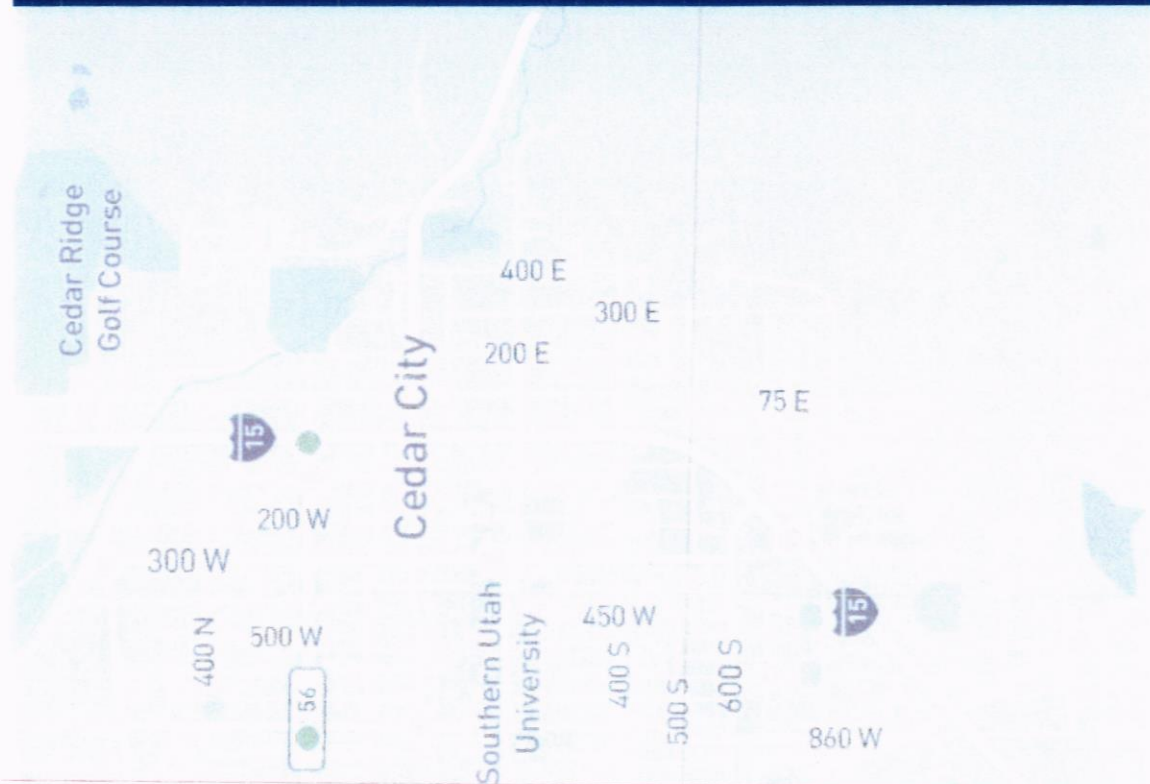 Cedar Ridge
Golf Course
400 E
300 E
200 E
75 E
Cedar City
15
200 W
300 W
400 N
500 W
56
Southern Utah
University
450 W
400 S
500 S
600 S
15
860 W